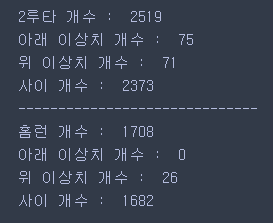 2루타 개수 :  2519
아래 이상치 개수 :  75
위 이상치 개수 :  71
사이 개수 :  2373
------------------------------
홈런 개수 :  1708
아래 이상치 개수 :  0
위 이상치 개수 :  26
사이 개수 :  1682